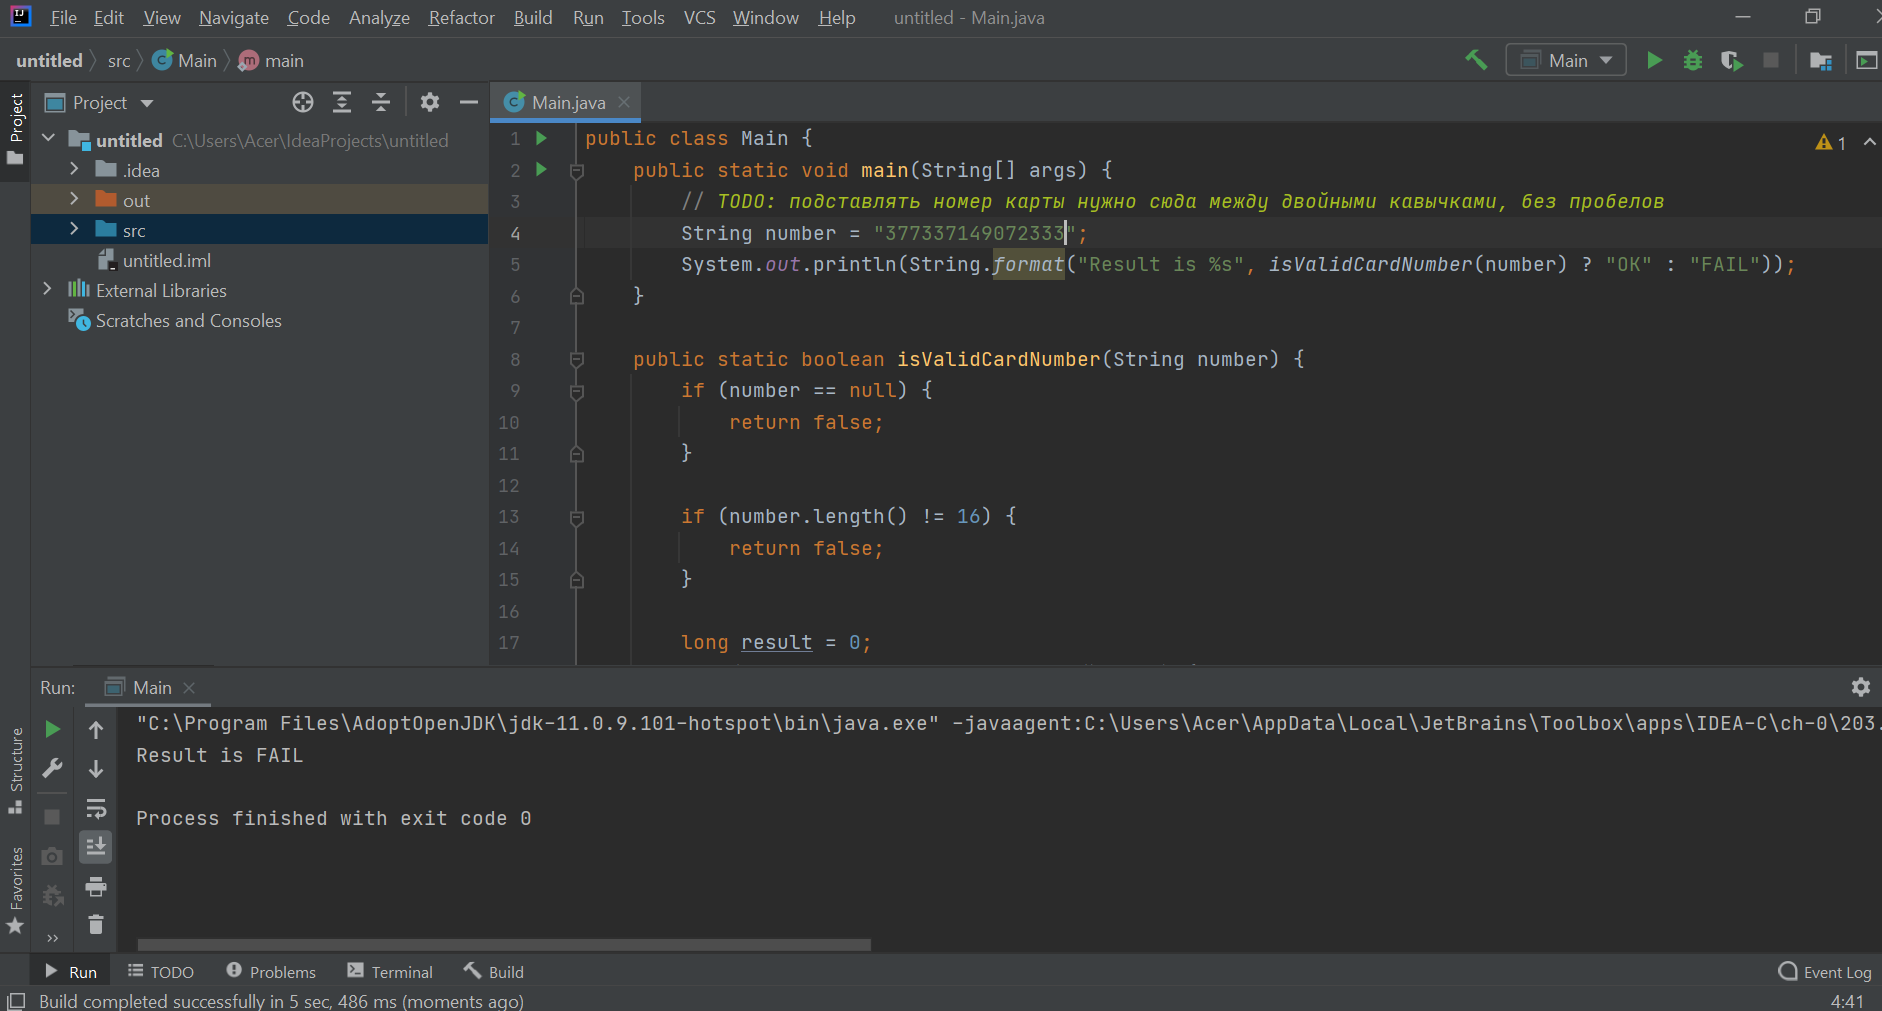 File Edit View Navigate Code Analyze Refactor Build Run Tools VCS Window Help untitled - Main.java
untitled src Main main
Main
Project
Main.java
Project
untitled C:\Users\Acer\IdeaProjects\untitled
.idea
out
src
untitled.iml
External Libraries
Scratches and Consoles
1 public class Main {
1
2 public static void main(String[] args) {
3 // TODO: подставлять номер карты нужно сюда между двойными кавычками, без пробелов
4 String number = "377337149072333";
5 System.out.println(String.format("Result is %s", isValidCardNumber(number) ? "OK" : "FAIL"));
6 }
7
8 public static boolean isValidCardNumber(String number) {
9 if (number == null) {
10 return false;
11 }
12
13 if (number.length() != 16) {
14 return false;
15 }
16
17 long result = 0;
Run: Main
"C:\Program Files\AdoptOpenJDK\jdk-11.0.9.101-hotspot\bin\java.exe" -javaagent:C:\Users\Acer\AppData\Local\JetBrains\Toolbox\apps\IDEA-C\ch-0\203.
Result is FAIL
Process finished with exit code 0
Structure
Favorites
Run TODO Problems Terminal Build Event Log
Build completed successfully in 5 sec, 486 ms (moments ago) 4:41